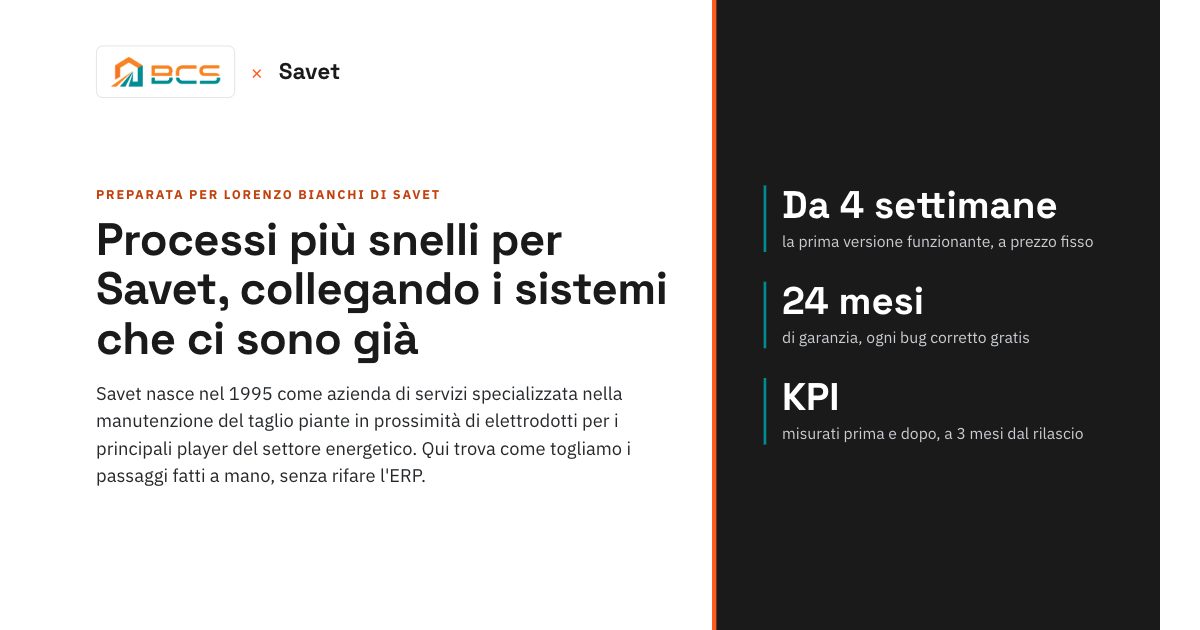 BCS × Savet
PREPARATA PER LORENZO BIANCHI DI SAVET
Processi più snelli per
Savet, collegando i sistemi
che ci sono già
Savet nasce nel 1995 come azienda di servizi specializzata nella
manutenzione del taglio piante in prossimità di elettrodotti per i
principali player del settore energetico. Qui trova come togliamo i
passaggi fatti a mano, senza rifare l'ERP.
Da 4 settimane
la prima versione funzionante, a prezzo fisso
24 mesi
di garanzia, ogni bug corretto gratis
KPI
misurati prima e dopo, a 3 mesi dal rilascio